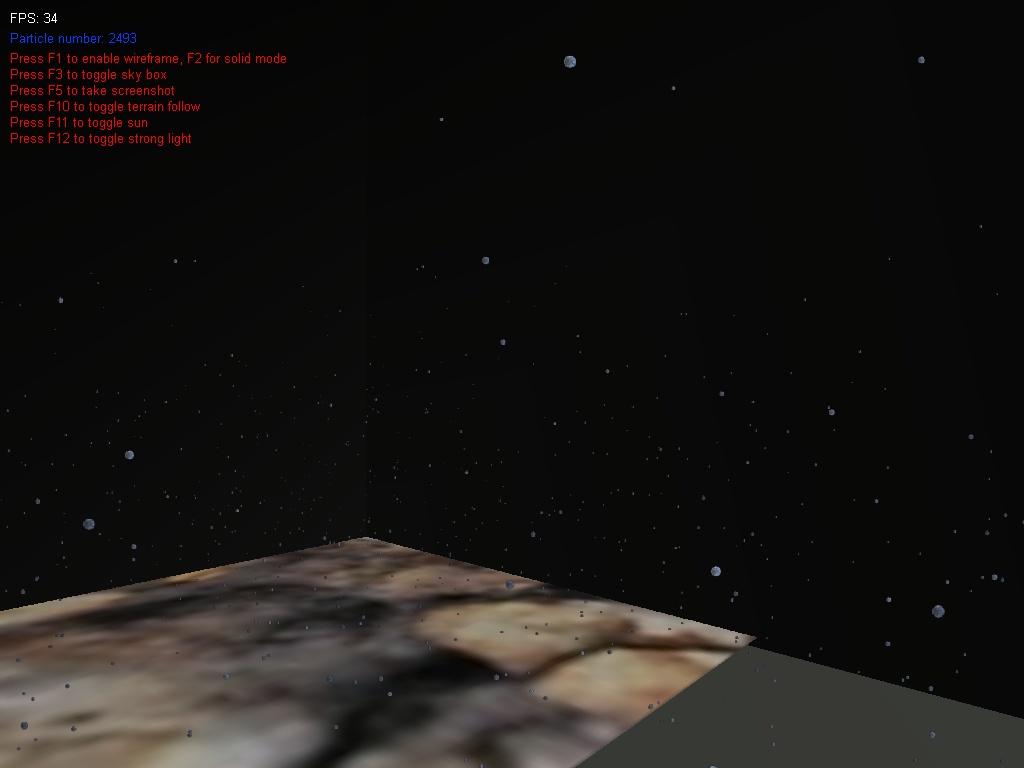 FPS: 34
Particle number: 2493
Press F1 to enable wireframe, F2 for solid mode
Press F3 to toggle sky box
Press F5 to take screenshot
Press F10 to toggle terrain follow
Press F11 to toggle sun
Press F12 to toggle strong light